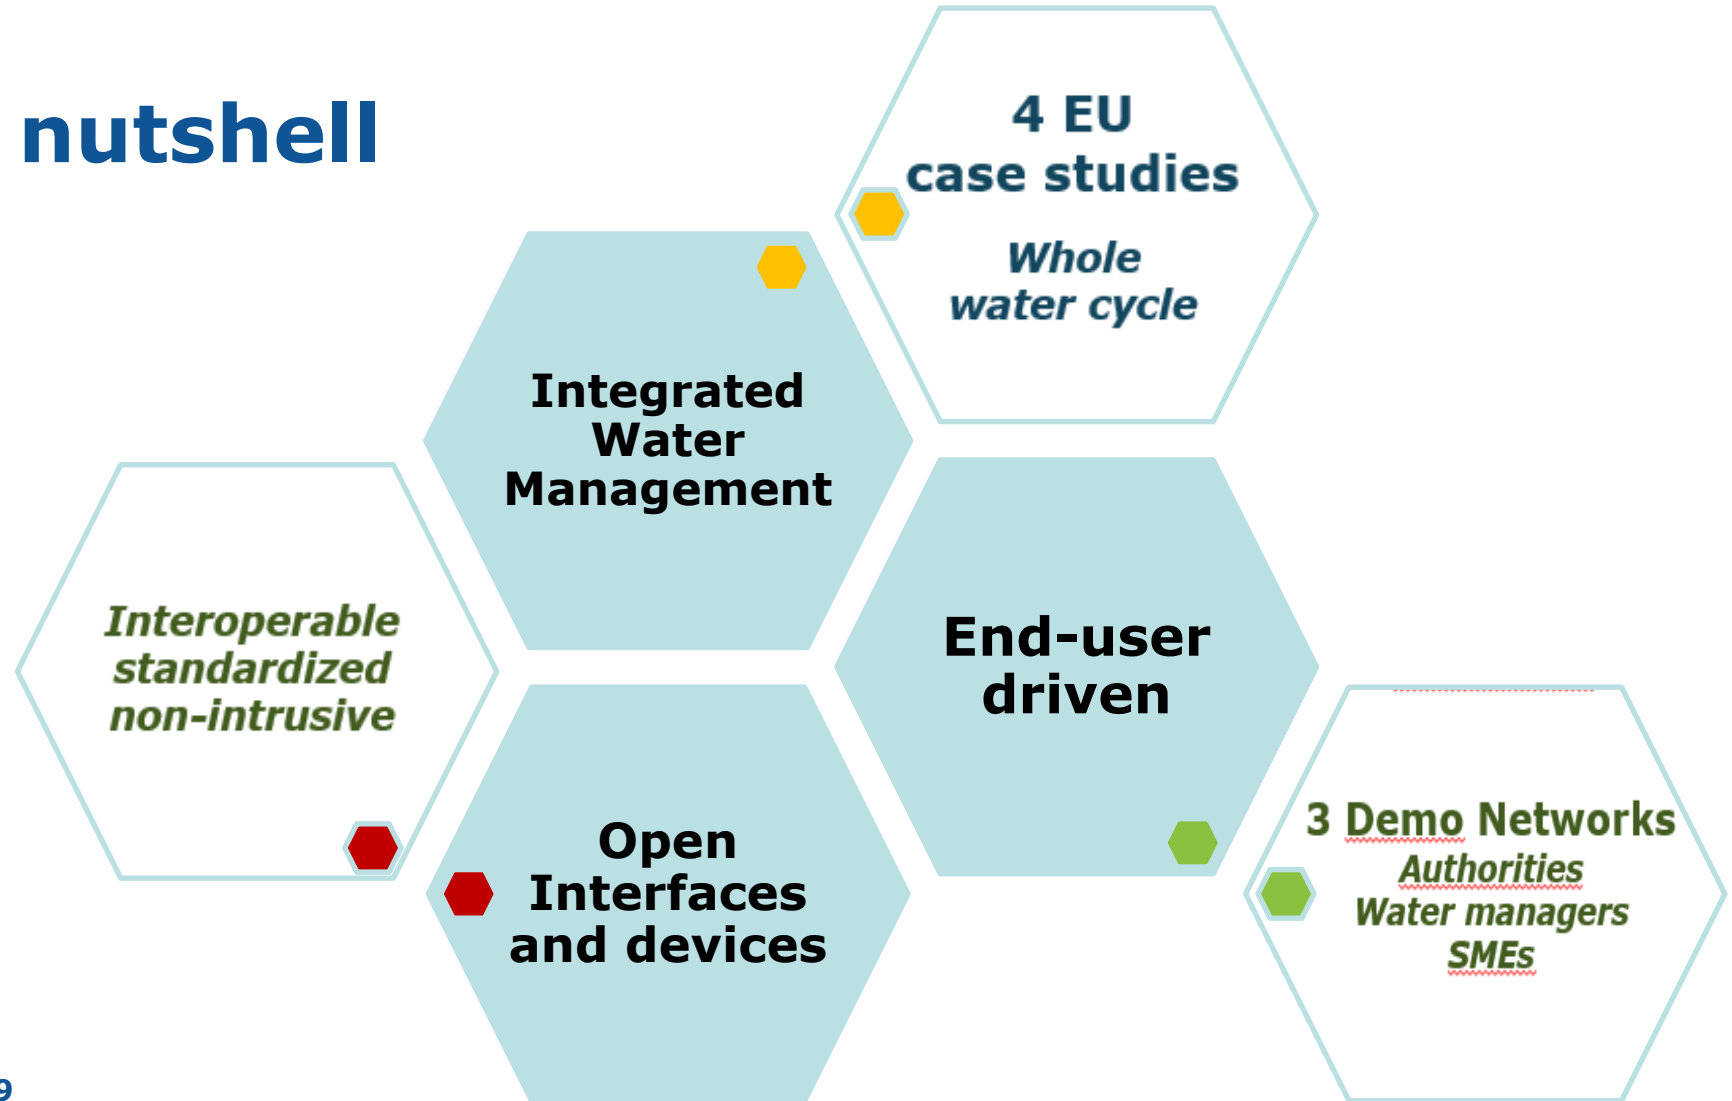 nutshell
4 EU
case studies
Whole
water cycle
Integrated
Water
Management
Interoperable
standardized
non-intrusive
End-user
driven
Open
Interfaces
and devices
3 Demo Networks
Authorities
Water managers
SMEs
9